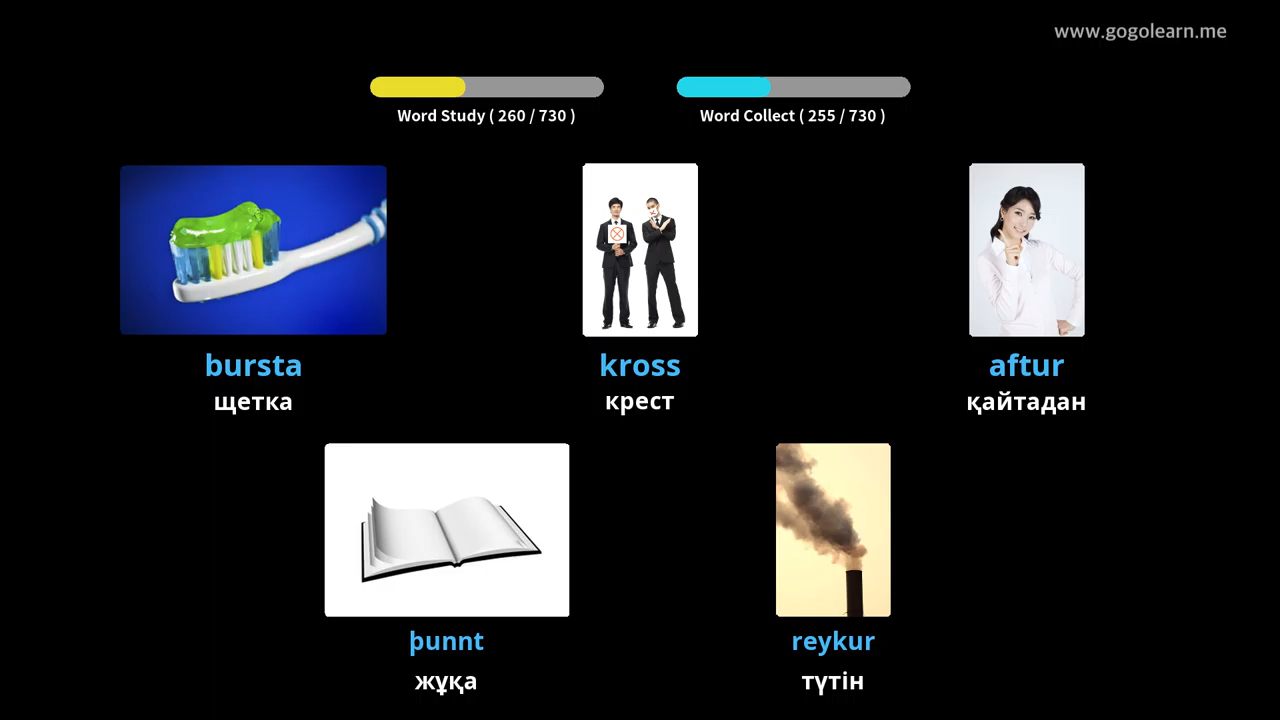 www.gogolearn.me
Word Study ( 260 / 730 )
Word Collect ( 255 / 730 )
bursta
щетка
kross
крест
aftur
қайтадан
þunnt
жұқа
reykur
түтін